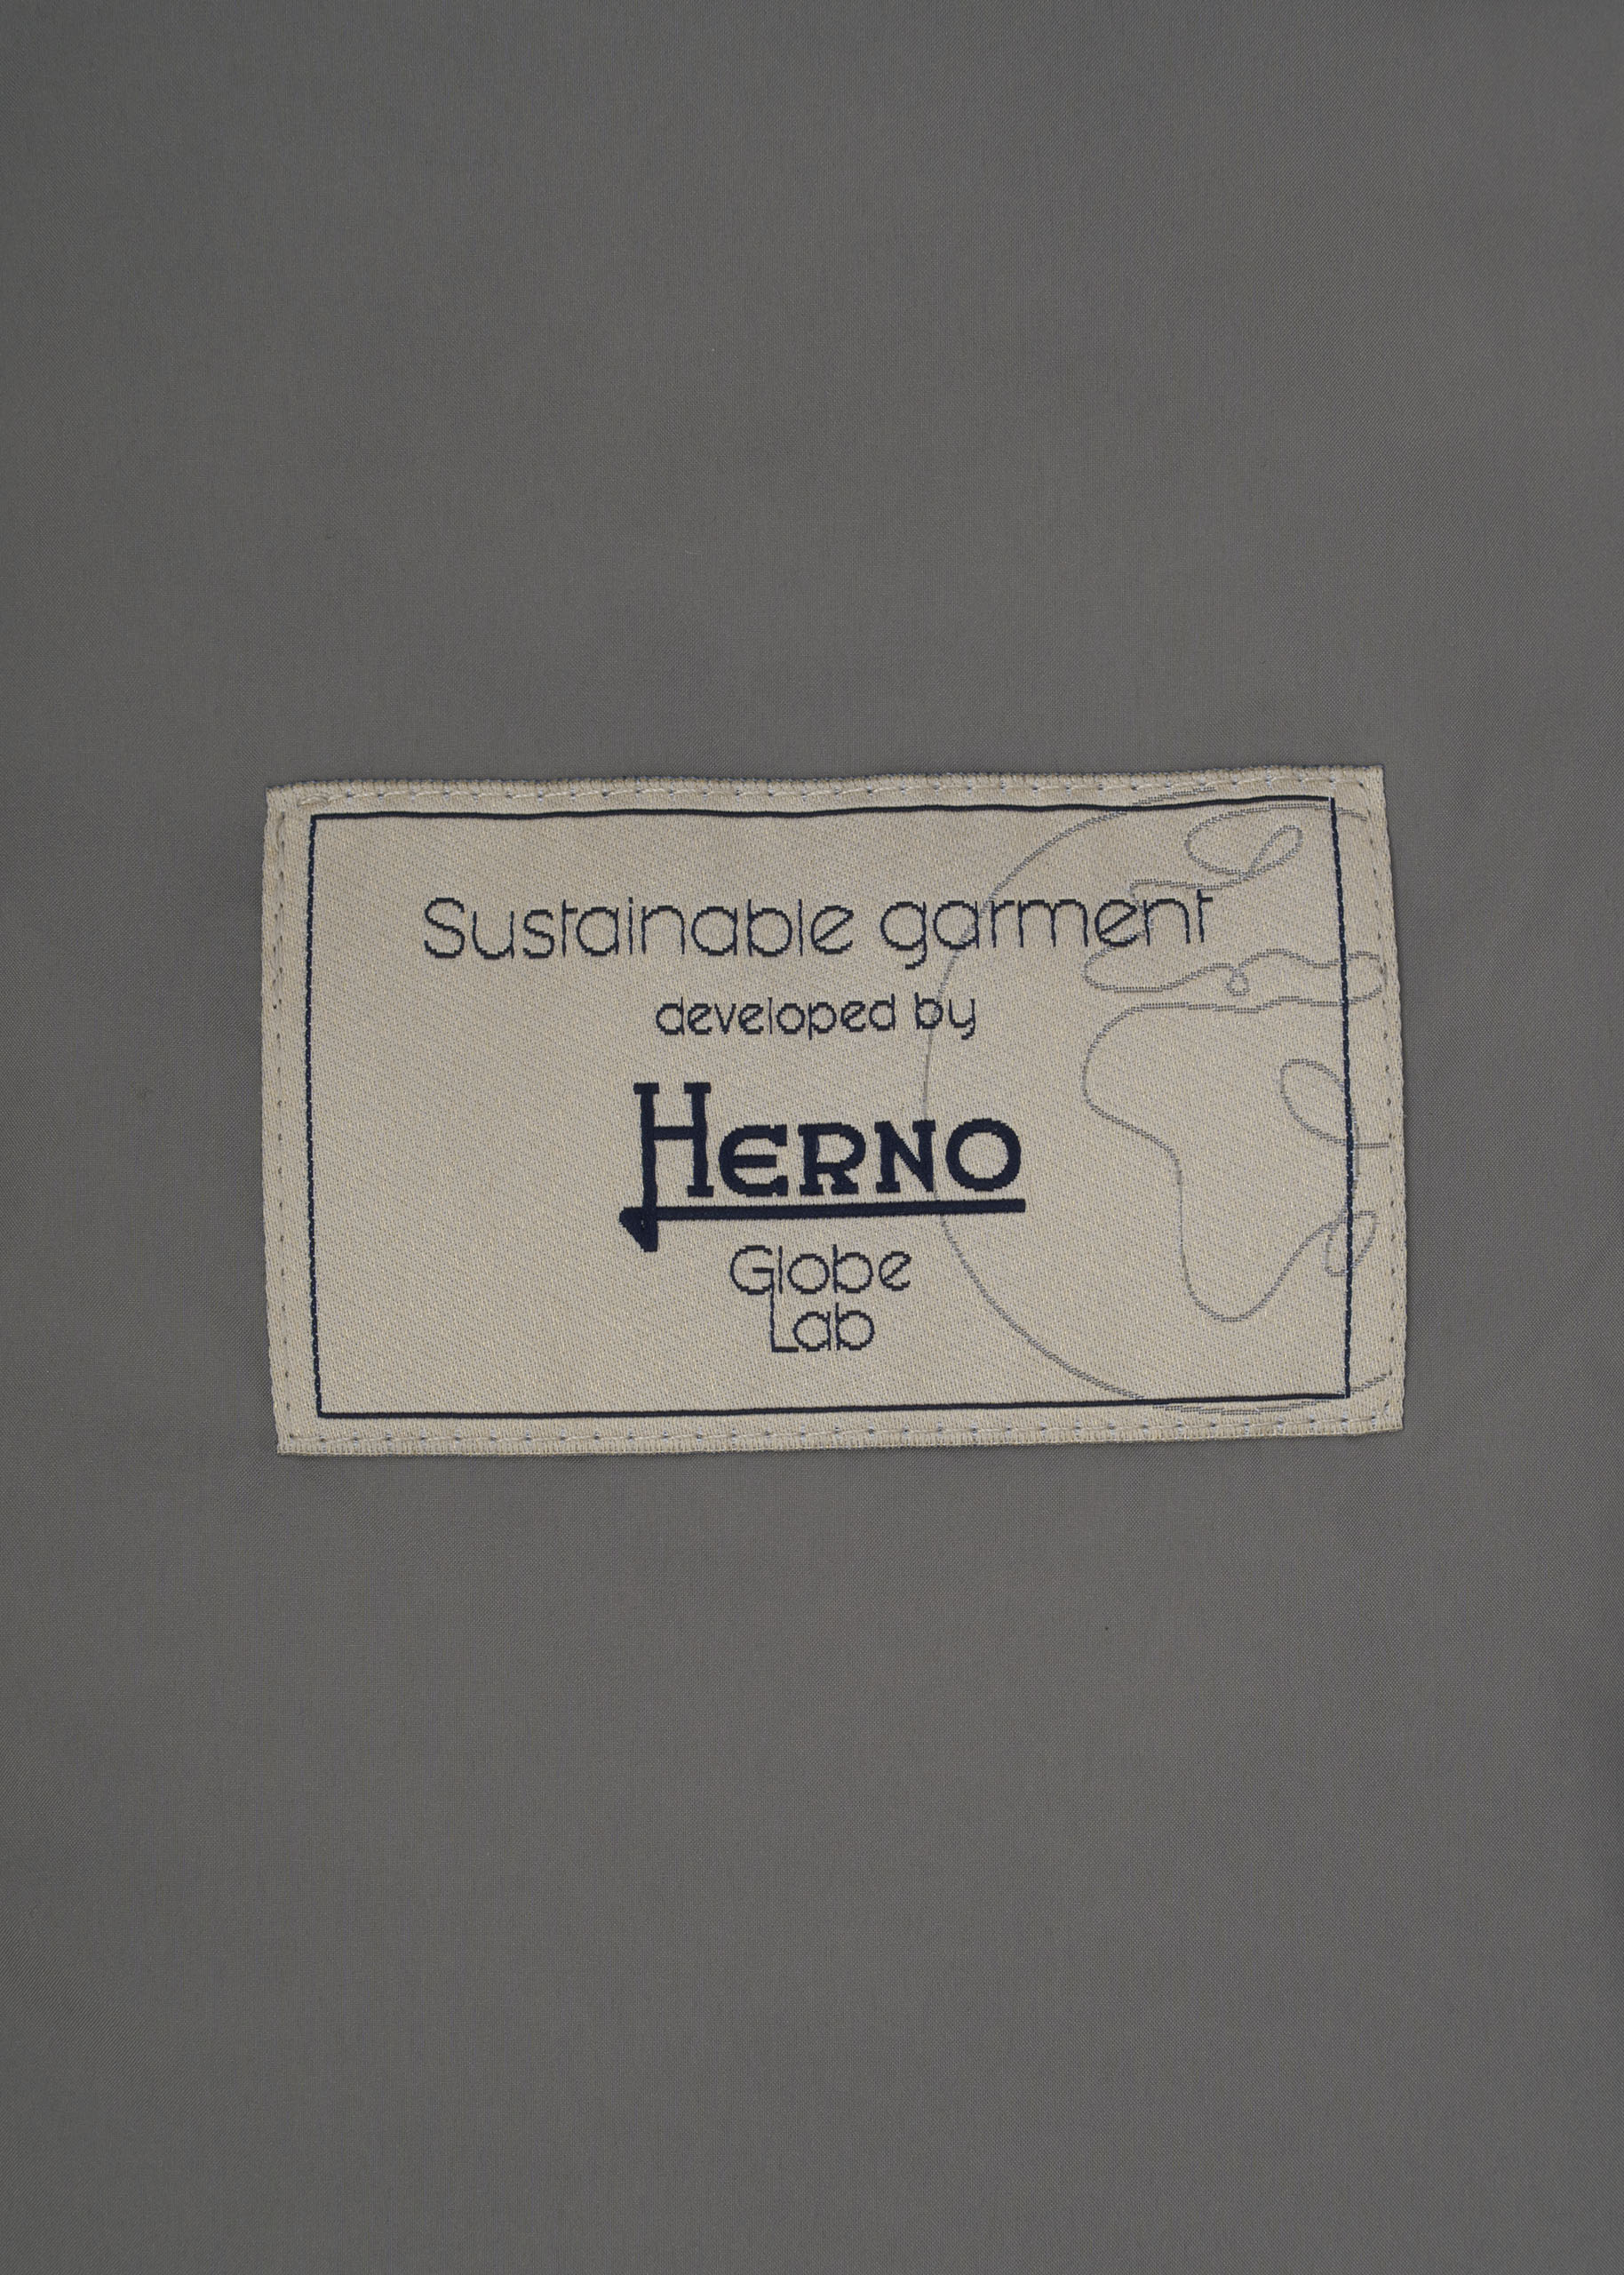 Sustainable garment
developed by
HERNO
Globe
Lab